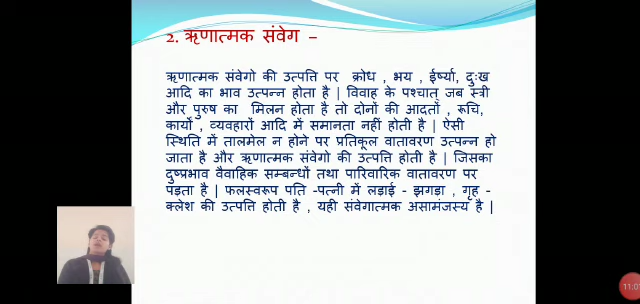 2. ऋणात्मक संवेग –
ऋणात्मक संवेगो की उत्पत्ति पर क्रोध , भय , ईर्ष्या, दुःख
आदि का भाव उत्पन्न होता है | विवाह के पश्चात् जब स्त्री
और पुरुष का मिलन होता है तो दोनों की आदतों , रूचि,
कार्यो , व्यवहारों आदि में समानता नहीं होती है | ऐसी
स्थिति में तालमेल न होने पर प्रतिकूल वातावरण उत्पन्न हो
जाता है और ऋणात्मक संवेगो की उत्पत्ति होती है | जिसका
दुष्प्रभाव वैवाहिक सम्बन्धों तथा पारिवारिक वातावरण पर
पड़ता है | फलस्वरूप पति -पत्नी में लड़ाई - झगड़ा , गृह -
क्लेश की उत्पत्ति होती है , यही संवेगात्मक असामंजस्य है |